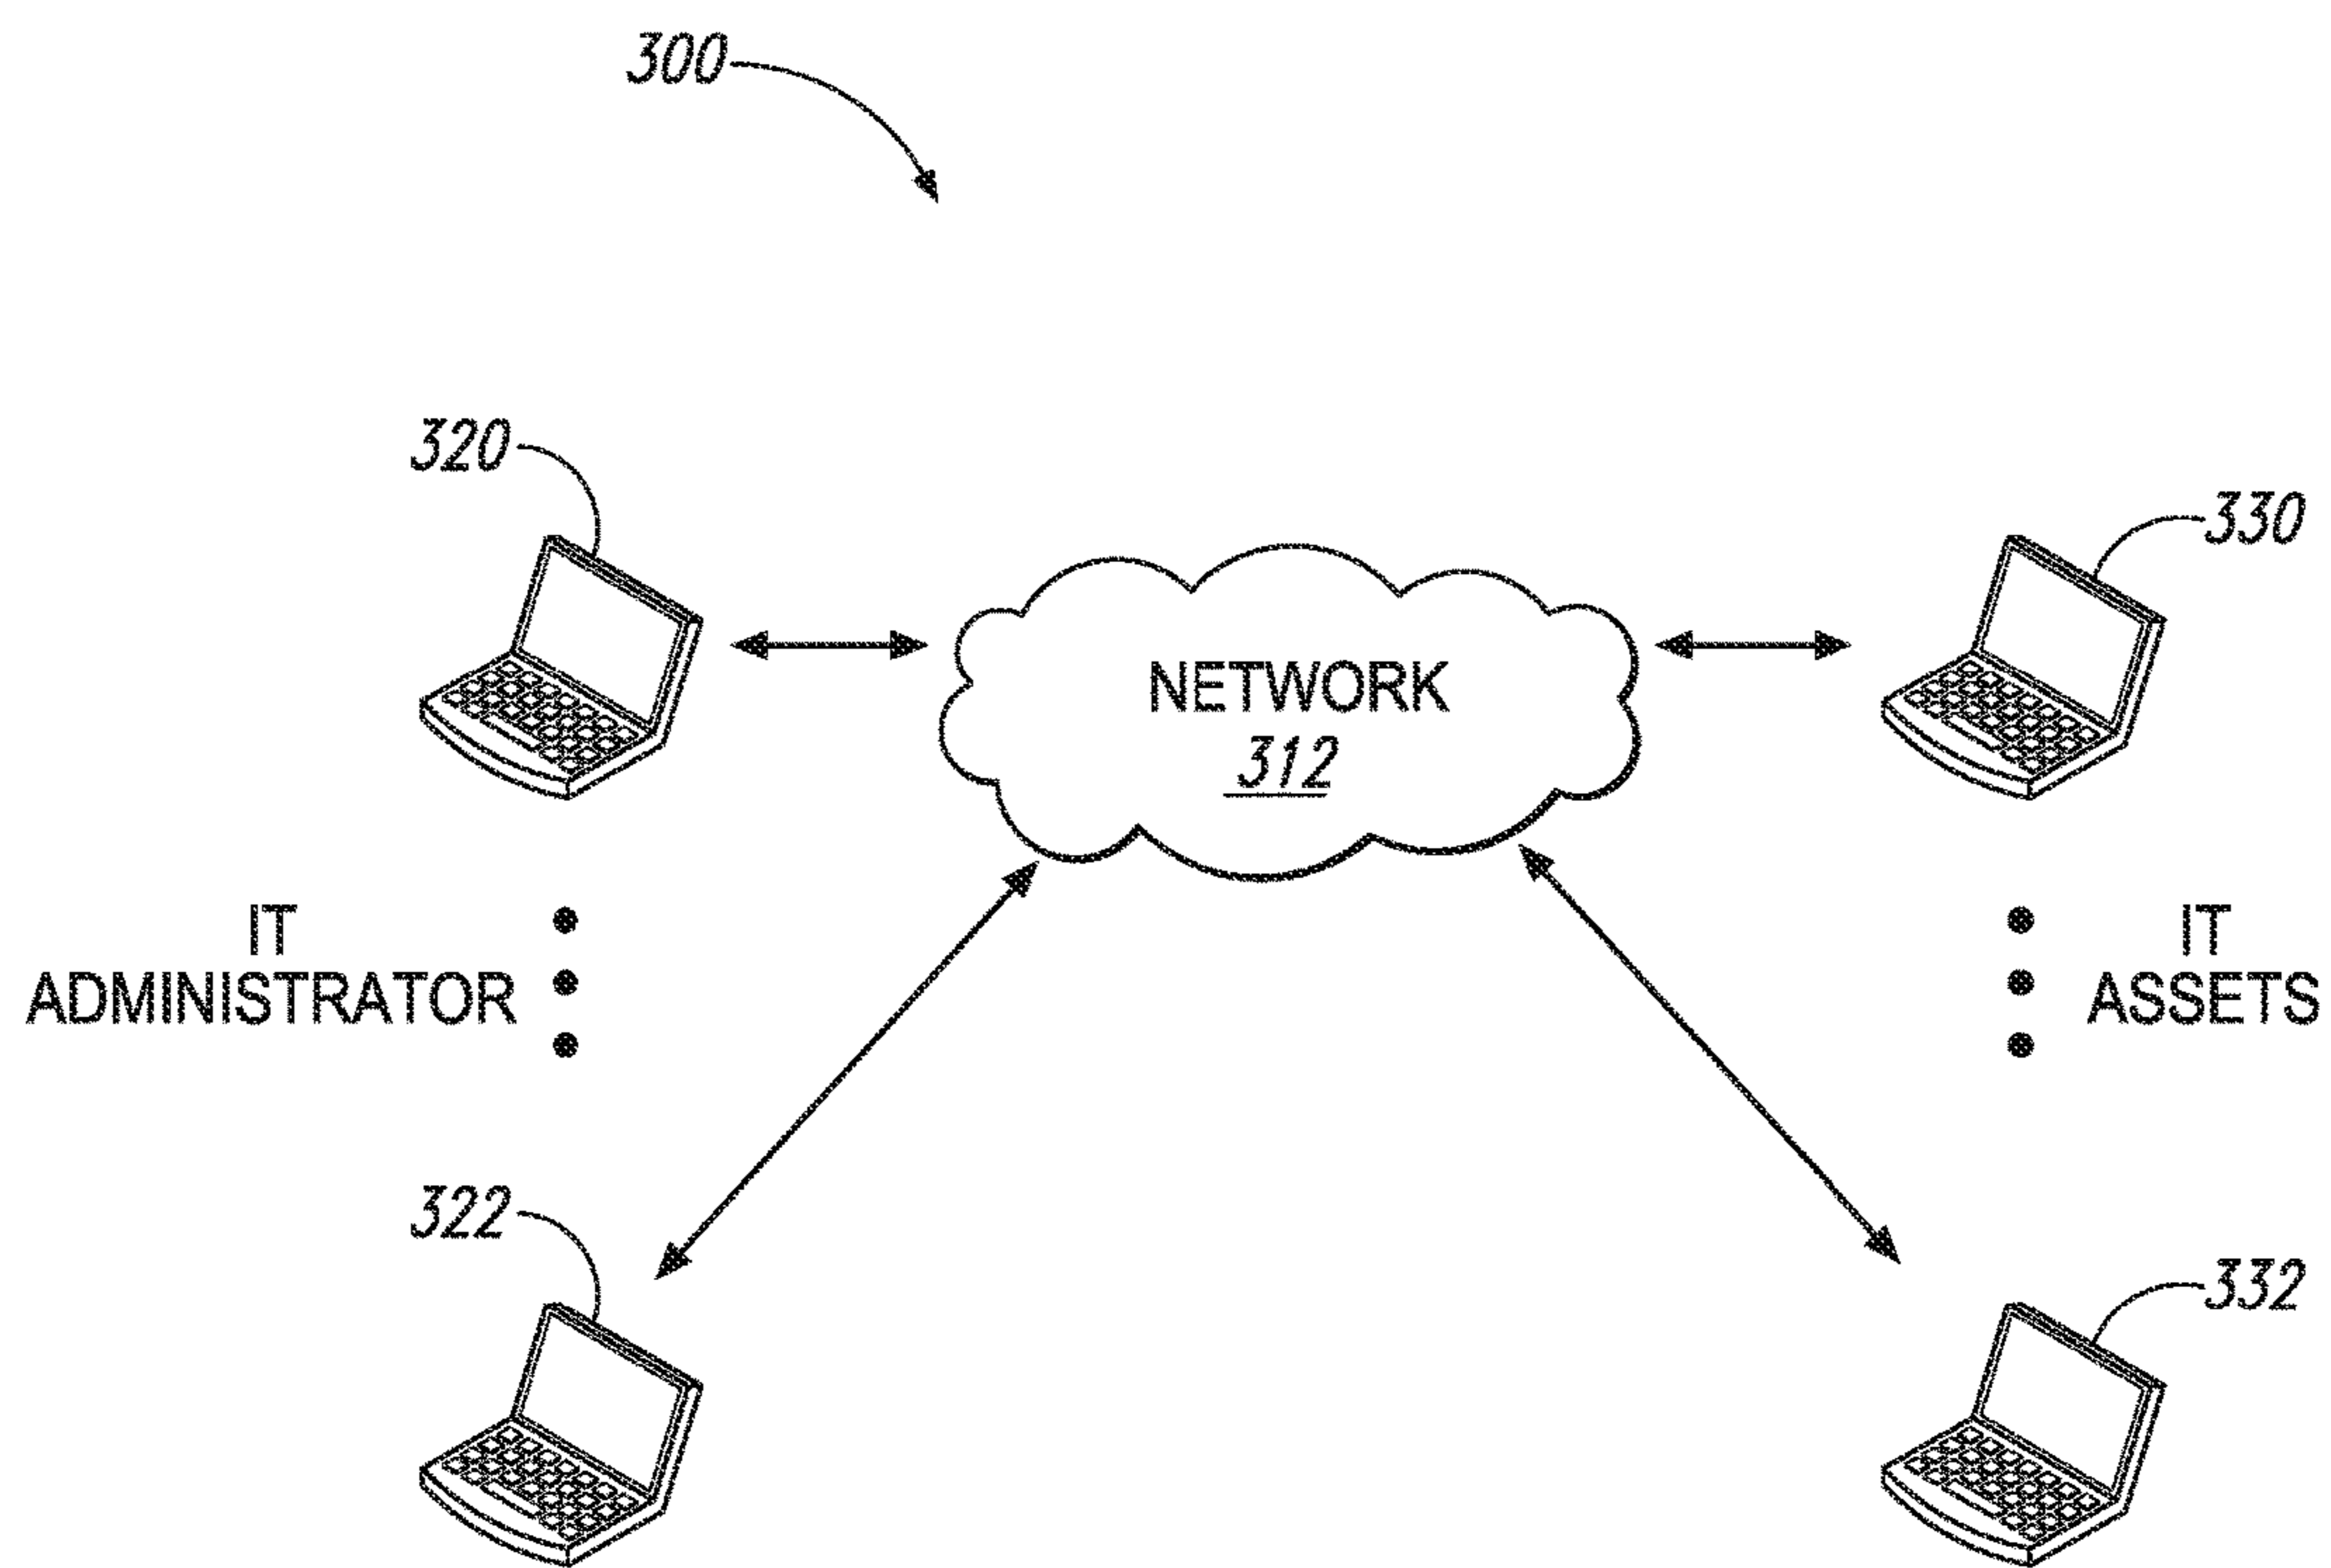 300
320
330
NETWORK
312
IT
ADMINISTRATOR
IT
ASSETS
322
332